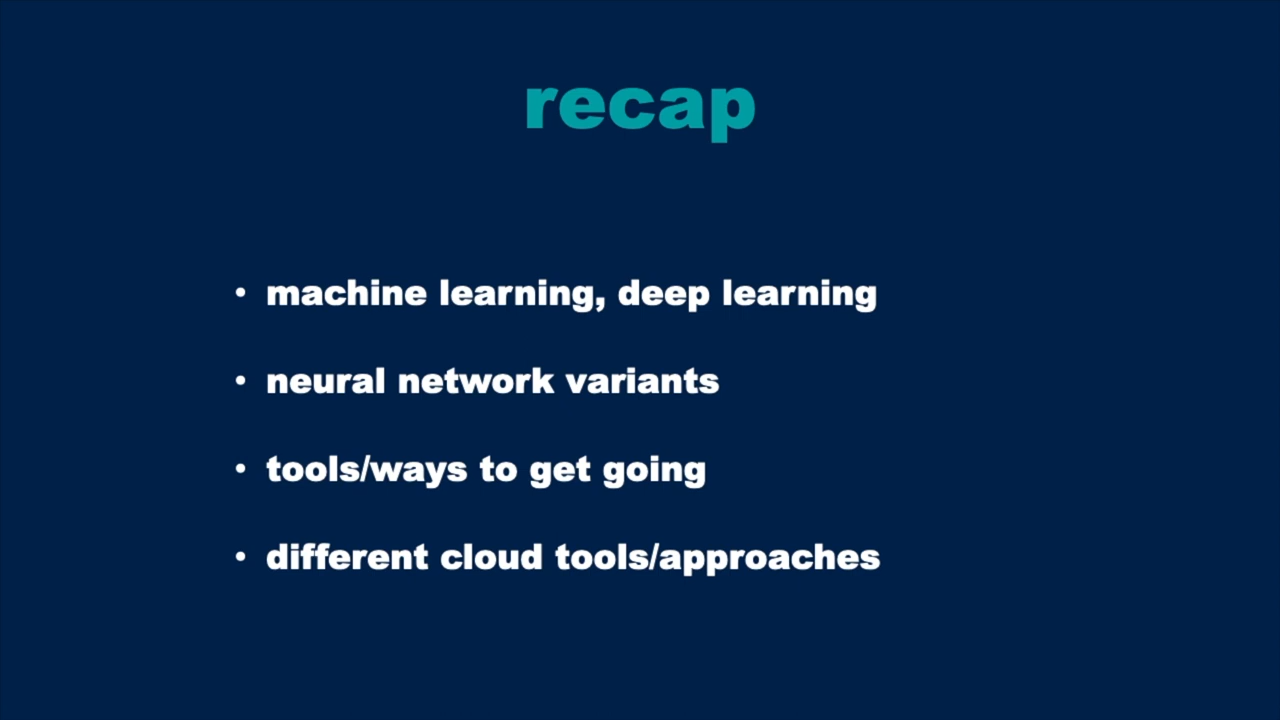 recap
• machine learning, deep learning
• neural network variants
• tools/ways to get going
• different cloud tools/approaches